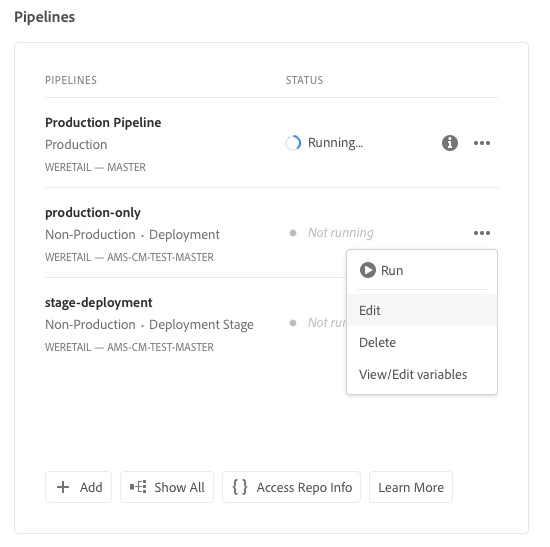 Pipelines
PIPELINES STATUS
Production Pipeline
Production
Running...
WERETAIL — MASTER
production-only
Non-Production · Deployment
Not running
WERETAIL — AMS-CM-TEST-MASTER
Run
Edit
Delete
View/Edit variables
stage-deployment
Non-Production · Deployment Stage
Not
WERETAIL — AMS-CM-TEST-MASTER
Add Show All {} Access Repo Info Learn More